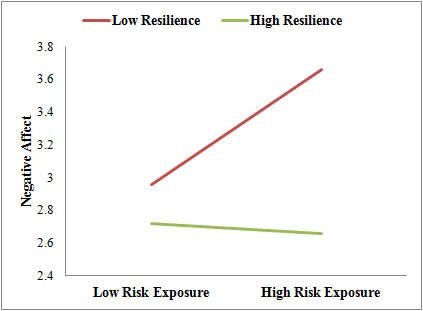 Low Resilience High Resilience
3.8
3.6
3.4
3.2
3
2.8
2.6
2.4
Negative Affect
Low Risk Exposure High Risk Exposure